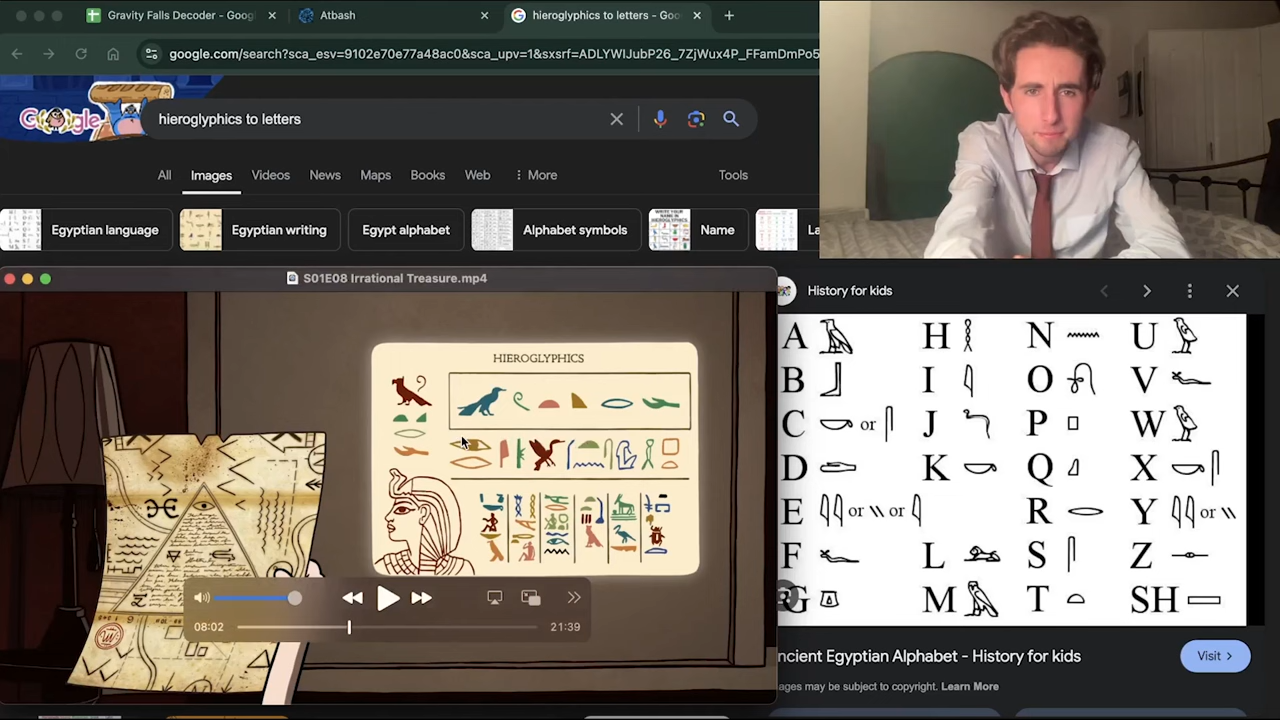 Gravity Falls Decoder - Goog
Atbash
hieroglyphics to letters - Goo
google.com/search?sca_esv=9102e70e77a48ac0&sca_upv=1&sxsrf=ADLYWIJubP26_7ZjWux4P_FFamDmPo5
Google
hieroglyphics to letters
All Images Videos News Maps Books Web More Tools
Egyptian language
Egyptian writing
Egypt alphabet
Alphabet symbols
Name
La
S01E08 Irrational Treasure.mp4
HIEROGLYPHICS
08:02
21:39
History for kids
A H N U
B I O V
C or J P W
D K Q X
E or or R Y or
F L S Z
G M T SH
ncient Egyptian Alphabet - History for kids
Visit
ages may be subject to copyright. Learn More